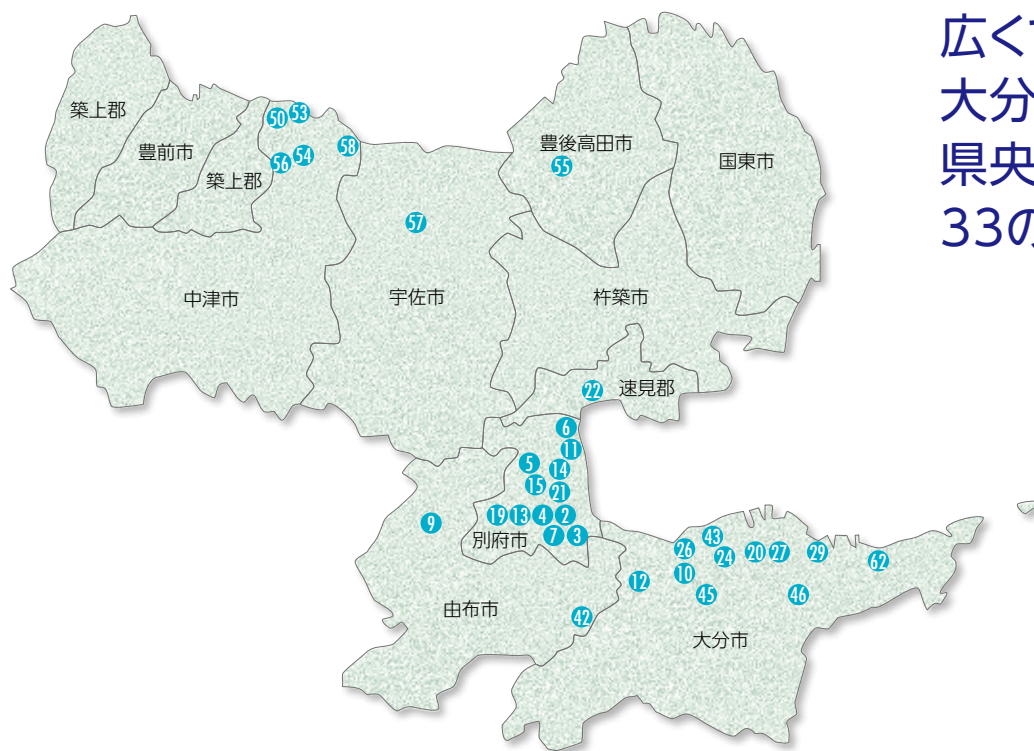 広く
大分
県央
33の
築上郡
豊前市
築上郡
中津市
宇佐市
豊後高田市
国東市
杵築市
速見郡
別府市
由布市
大分市
50
53
54
56
58
55
57
22
6
11
5
14
15
21
19
13
4
2
7
3
9
42
12
26
43
24
10
45
20
27
29
46
62